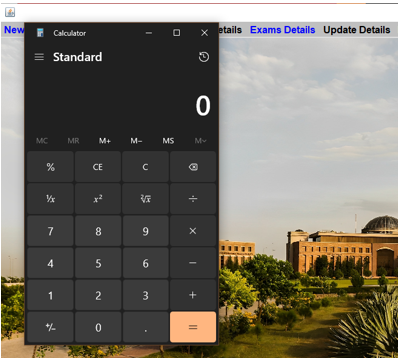 New
Calculator
etails Exams Details Update Details
Standard
0
MC MR M+ M− MS M˅
% CE C
¹/x x² ²√x ÷
7 8 9 ×
4 5 6 −
1 2 3 +
+/− 0 . =